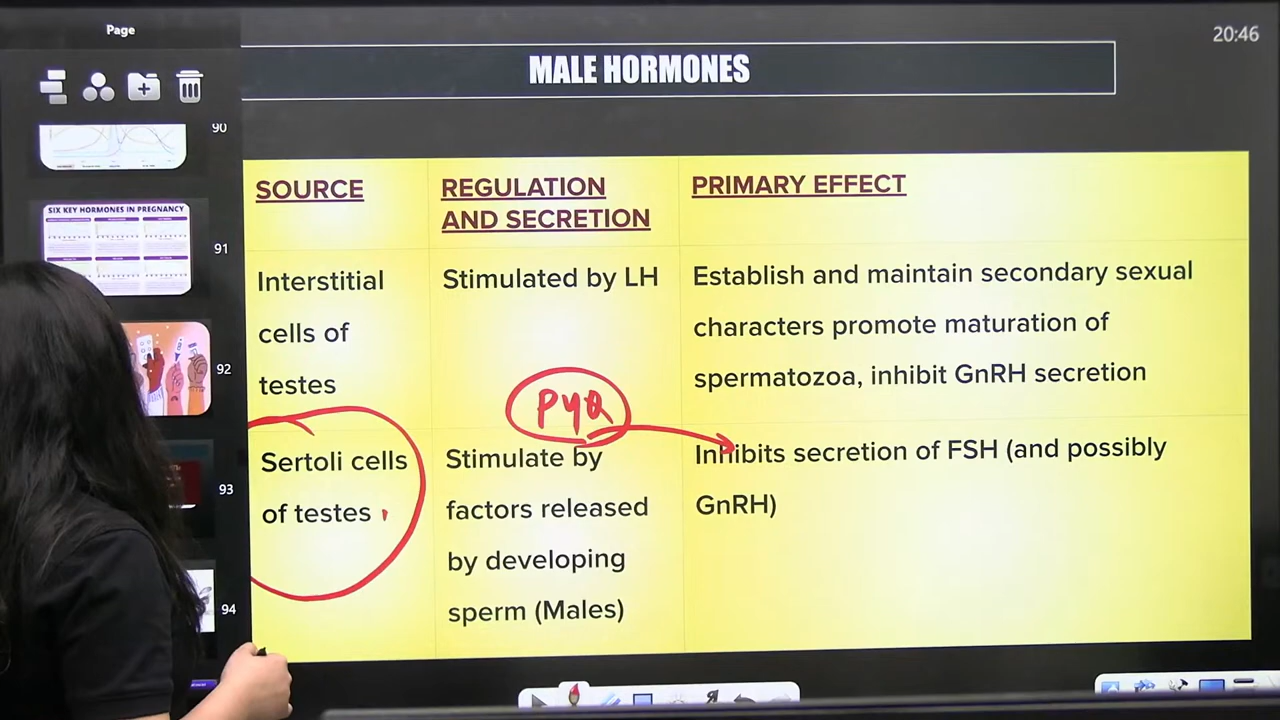 Page
20:46
MALE HORMONES
90
SIX KEY HORMONES IN PREGNANCY
91
92
93
94
SOURCE
REGULATION
AND SECRETION
PRIMARY EFFECT
Interstitial
cells of
testes
Stimulated by LH
Establish and maintain secondary sexual
characters promote maturation of
spermatozoa, inhibit GnRH secretion
PYQ
Sertoli cells
of testes
Stimulate by
factors released
by developing
sperm (Males)
Inhibits secretion of FSH (and possibly
GnRH)